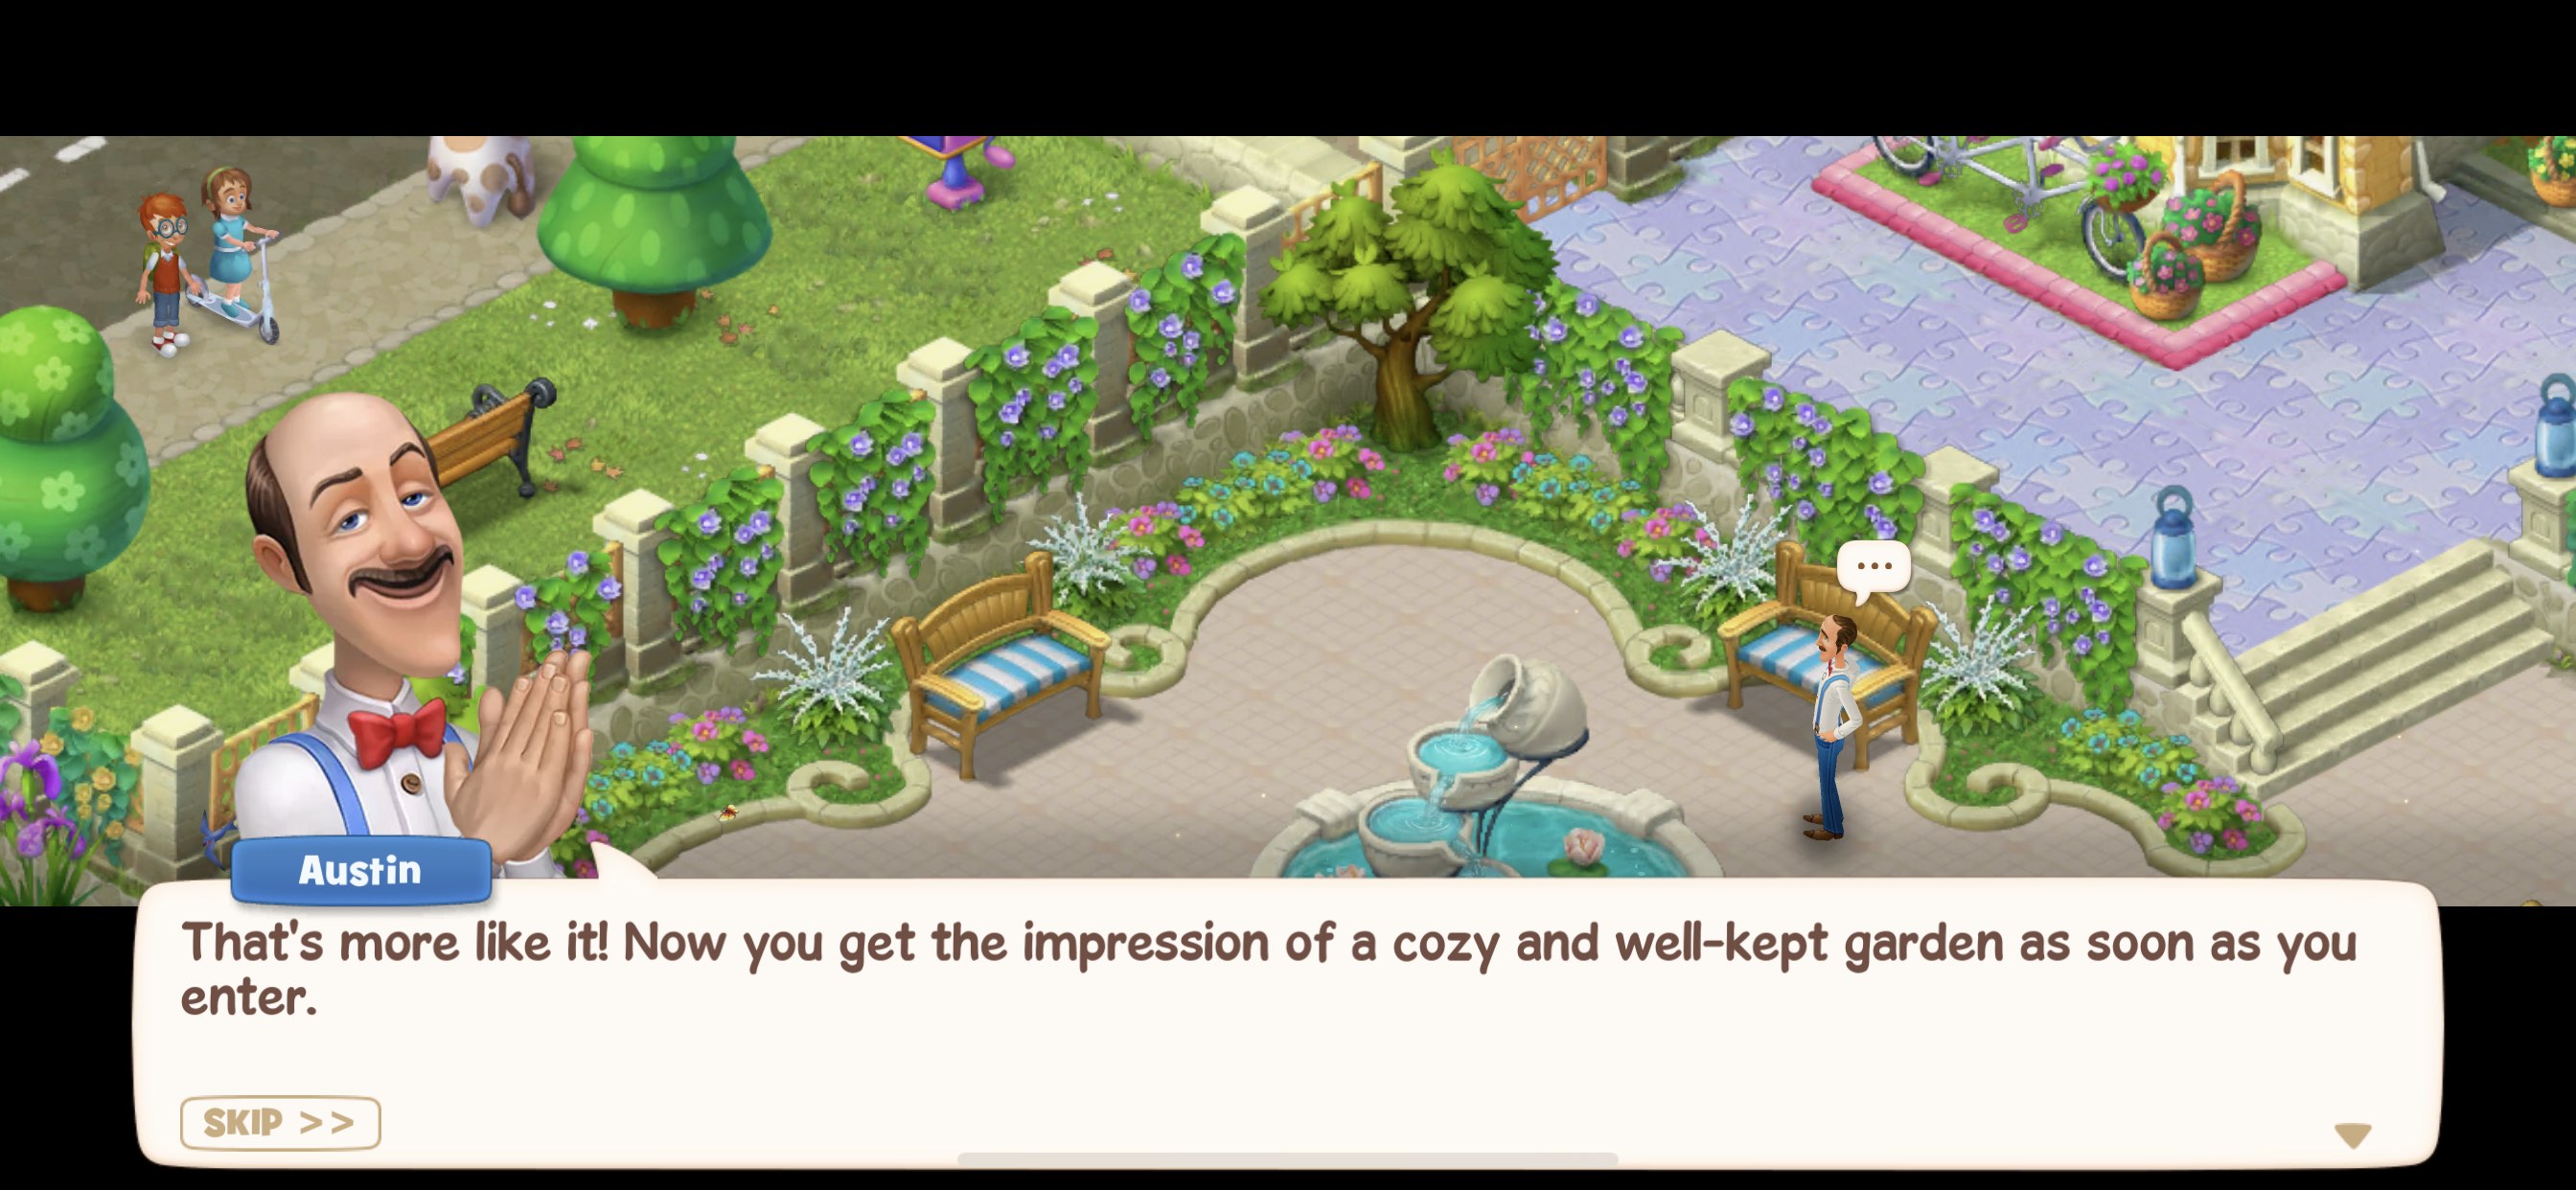 Austin
That's more like it! Now you get the impression of a cozy and well-kept garden as soon as you
enter.
SKIP >>